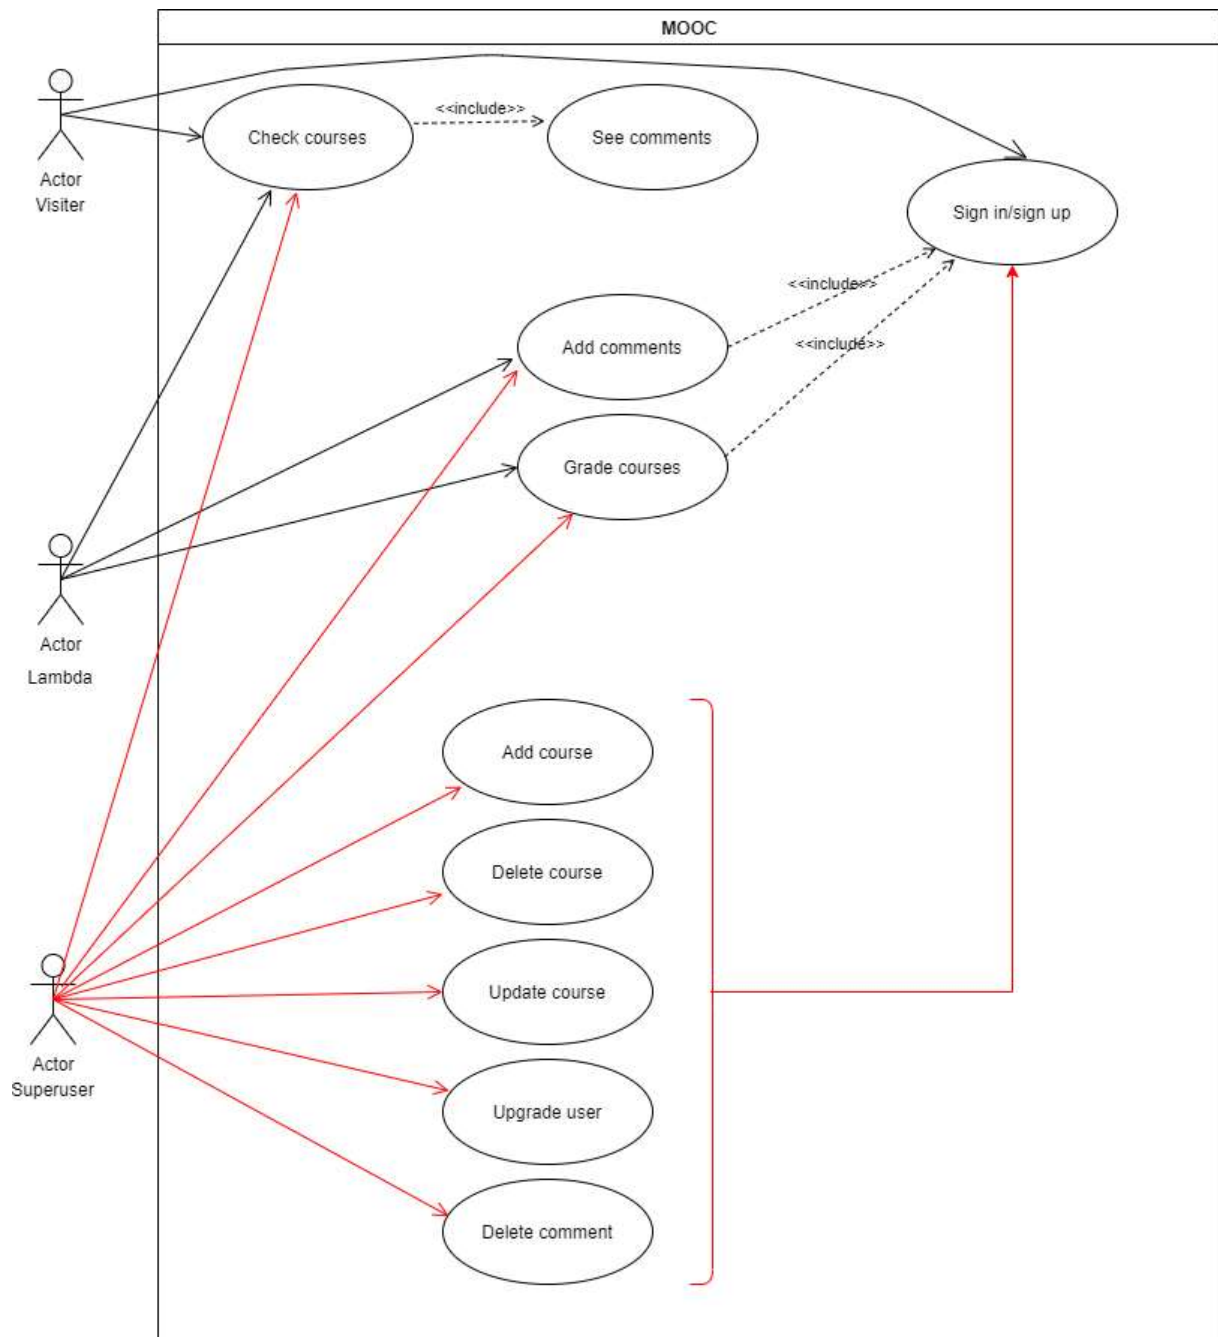 MOOC
Actor
Visiter
Check courses
<<include>>
See comments
Sign in/sign up
<<include>>
Add comments
<<include>>
Grade courses
Actor
Lambda
Add course
Delete course
Update course
Actor
Superuser
Upgrade user
Delete comment